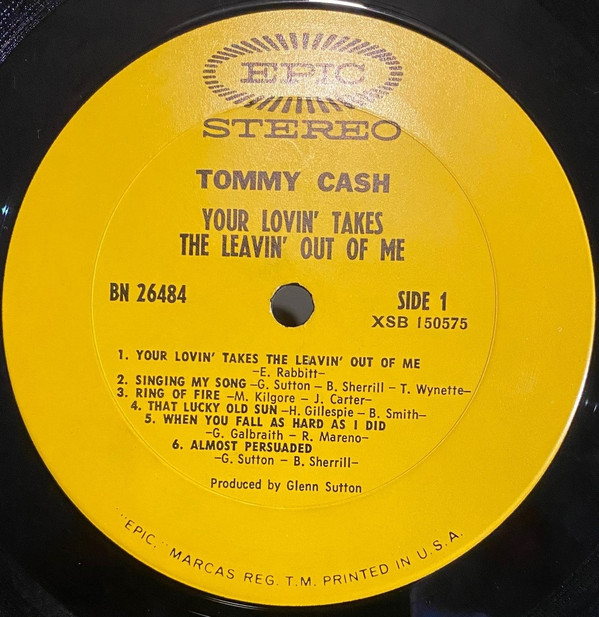 EPIC
STEREO
TOMMY CASH
YOUR LOVIN' TAKES
THE LEAVIN' OUT OF ME
BN 26484
SIDE 1
XSB 150575
1. YOUR LOVIN' TAKES THE LEAVIN' OUT OF ME
–E. Rabbitt–
2. SINGING MY SONG –G. Sutton – B. Sherrill – T. Wynette–
3. RING OF FIRE –M. Kilgore – J. Carter–
4. THAT LUCKY OLD SUN –H. Gillespie – B. Smith–
5. WHEN YOU FALL AS HARD AS I DID
–G. Galbraith – R. Mareno–
6. ALMOST PERSUADED
–G. Sutton – B. Sherrill–
Produced by Glenn Sutton
"EPIC," MARCAS REG. T.M. PRINTED IN U.S.A.